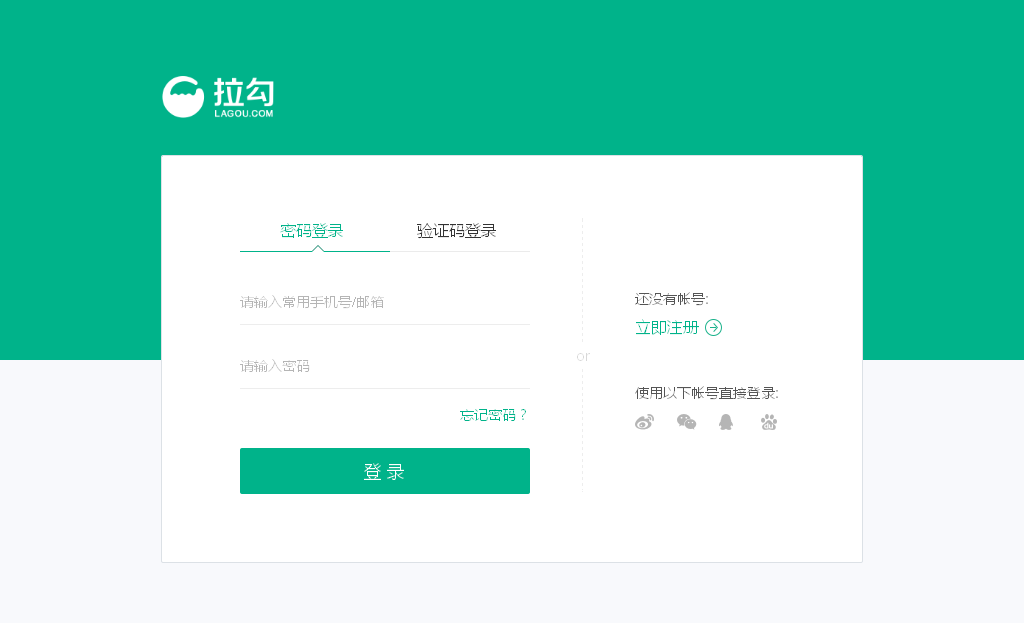 拉勾
LAGOU.COM
密码登录
验证码登录
请输入常用手机号/邮箱
请输入密码
忘记密码？
登 录
or
还没有帐号:
立即注册
使用以下帐号直接登录:
du